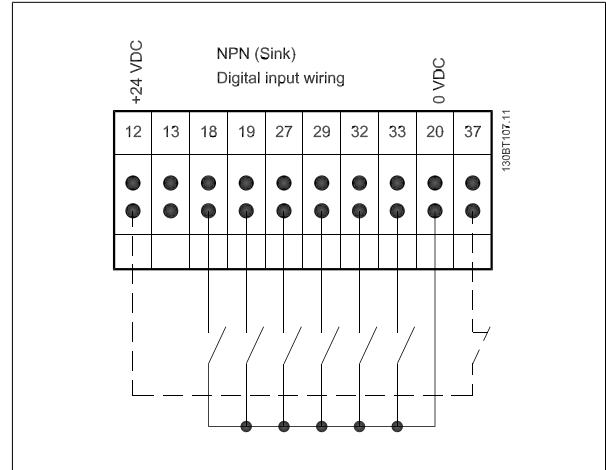 +24 VDC
NPN (Sink)
Digital input wiring
0 VDC
12 13 18 19 27 29 32 33 20 37
130BT107.11